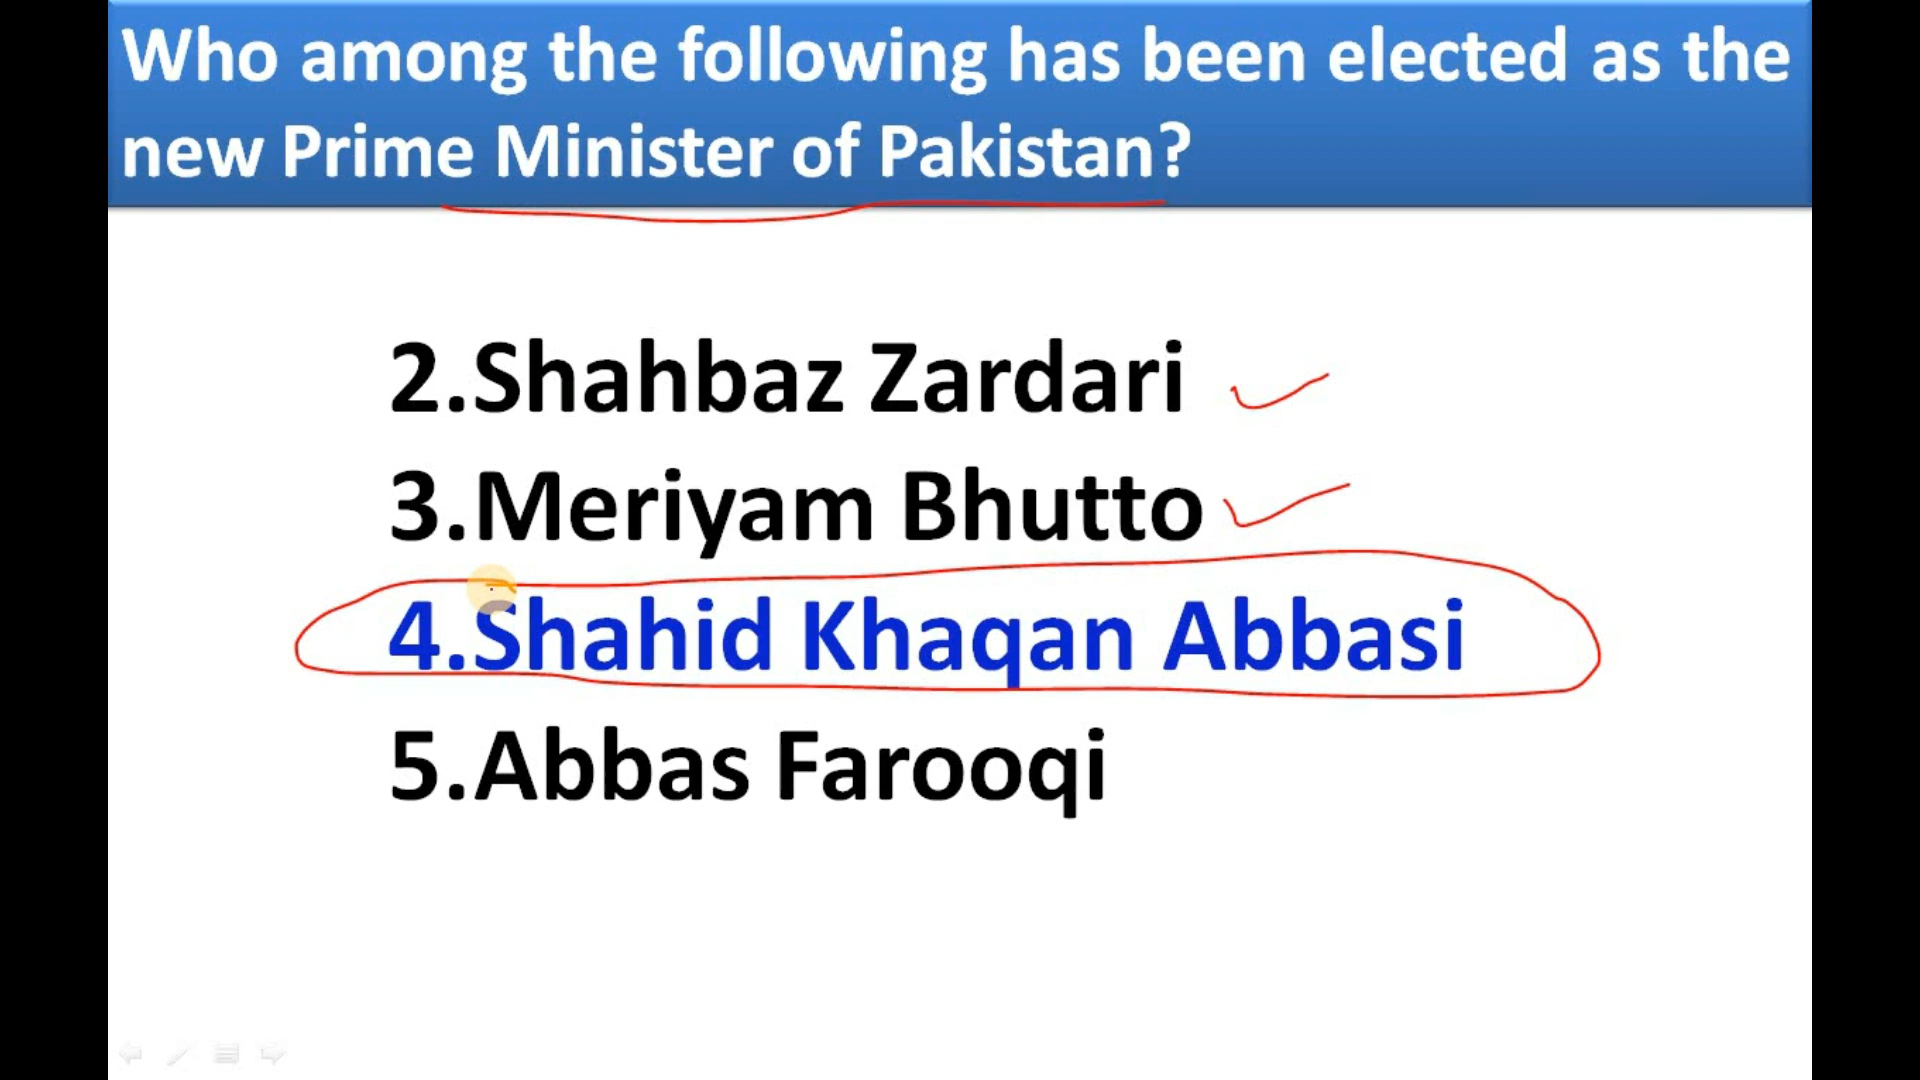 Who among the following has been elected as the
new Prime Minister of Pakistan?
2.Shahbaz Zardari
3.Meriyam Bhutto
4.Shahid Khaqan Abbasi
5.Abbas Farooqi